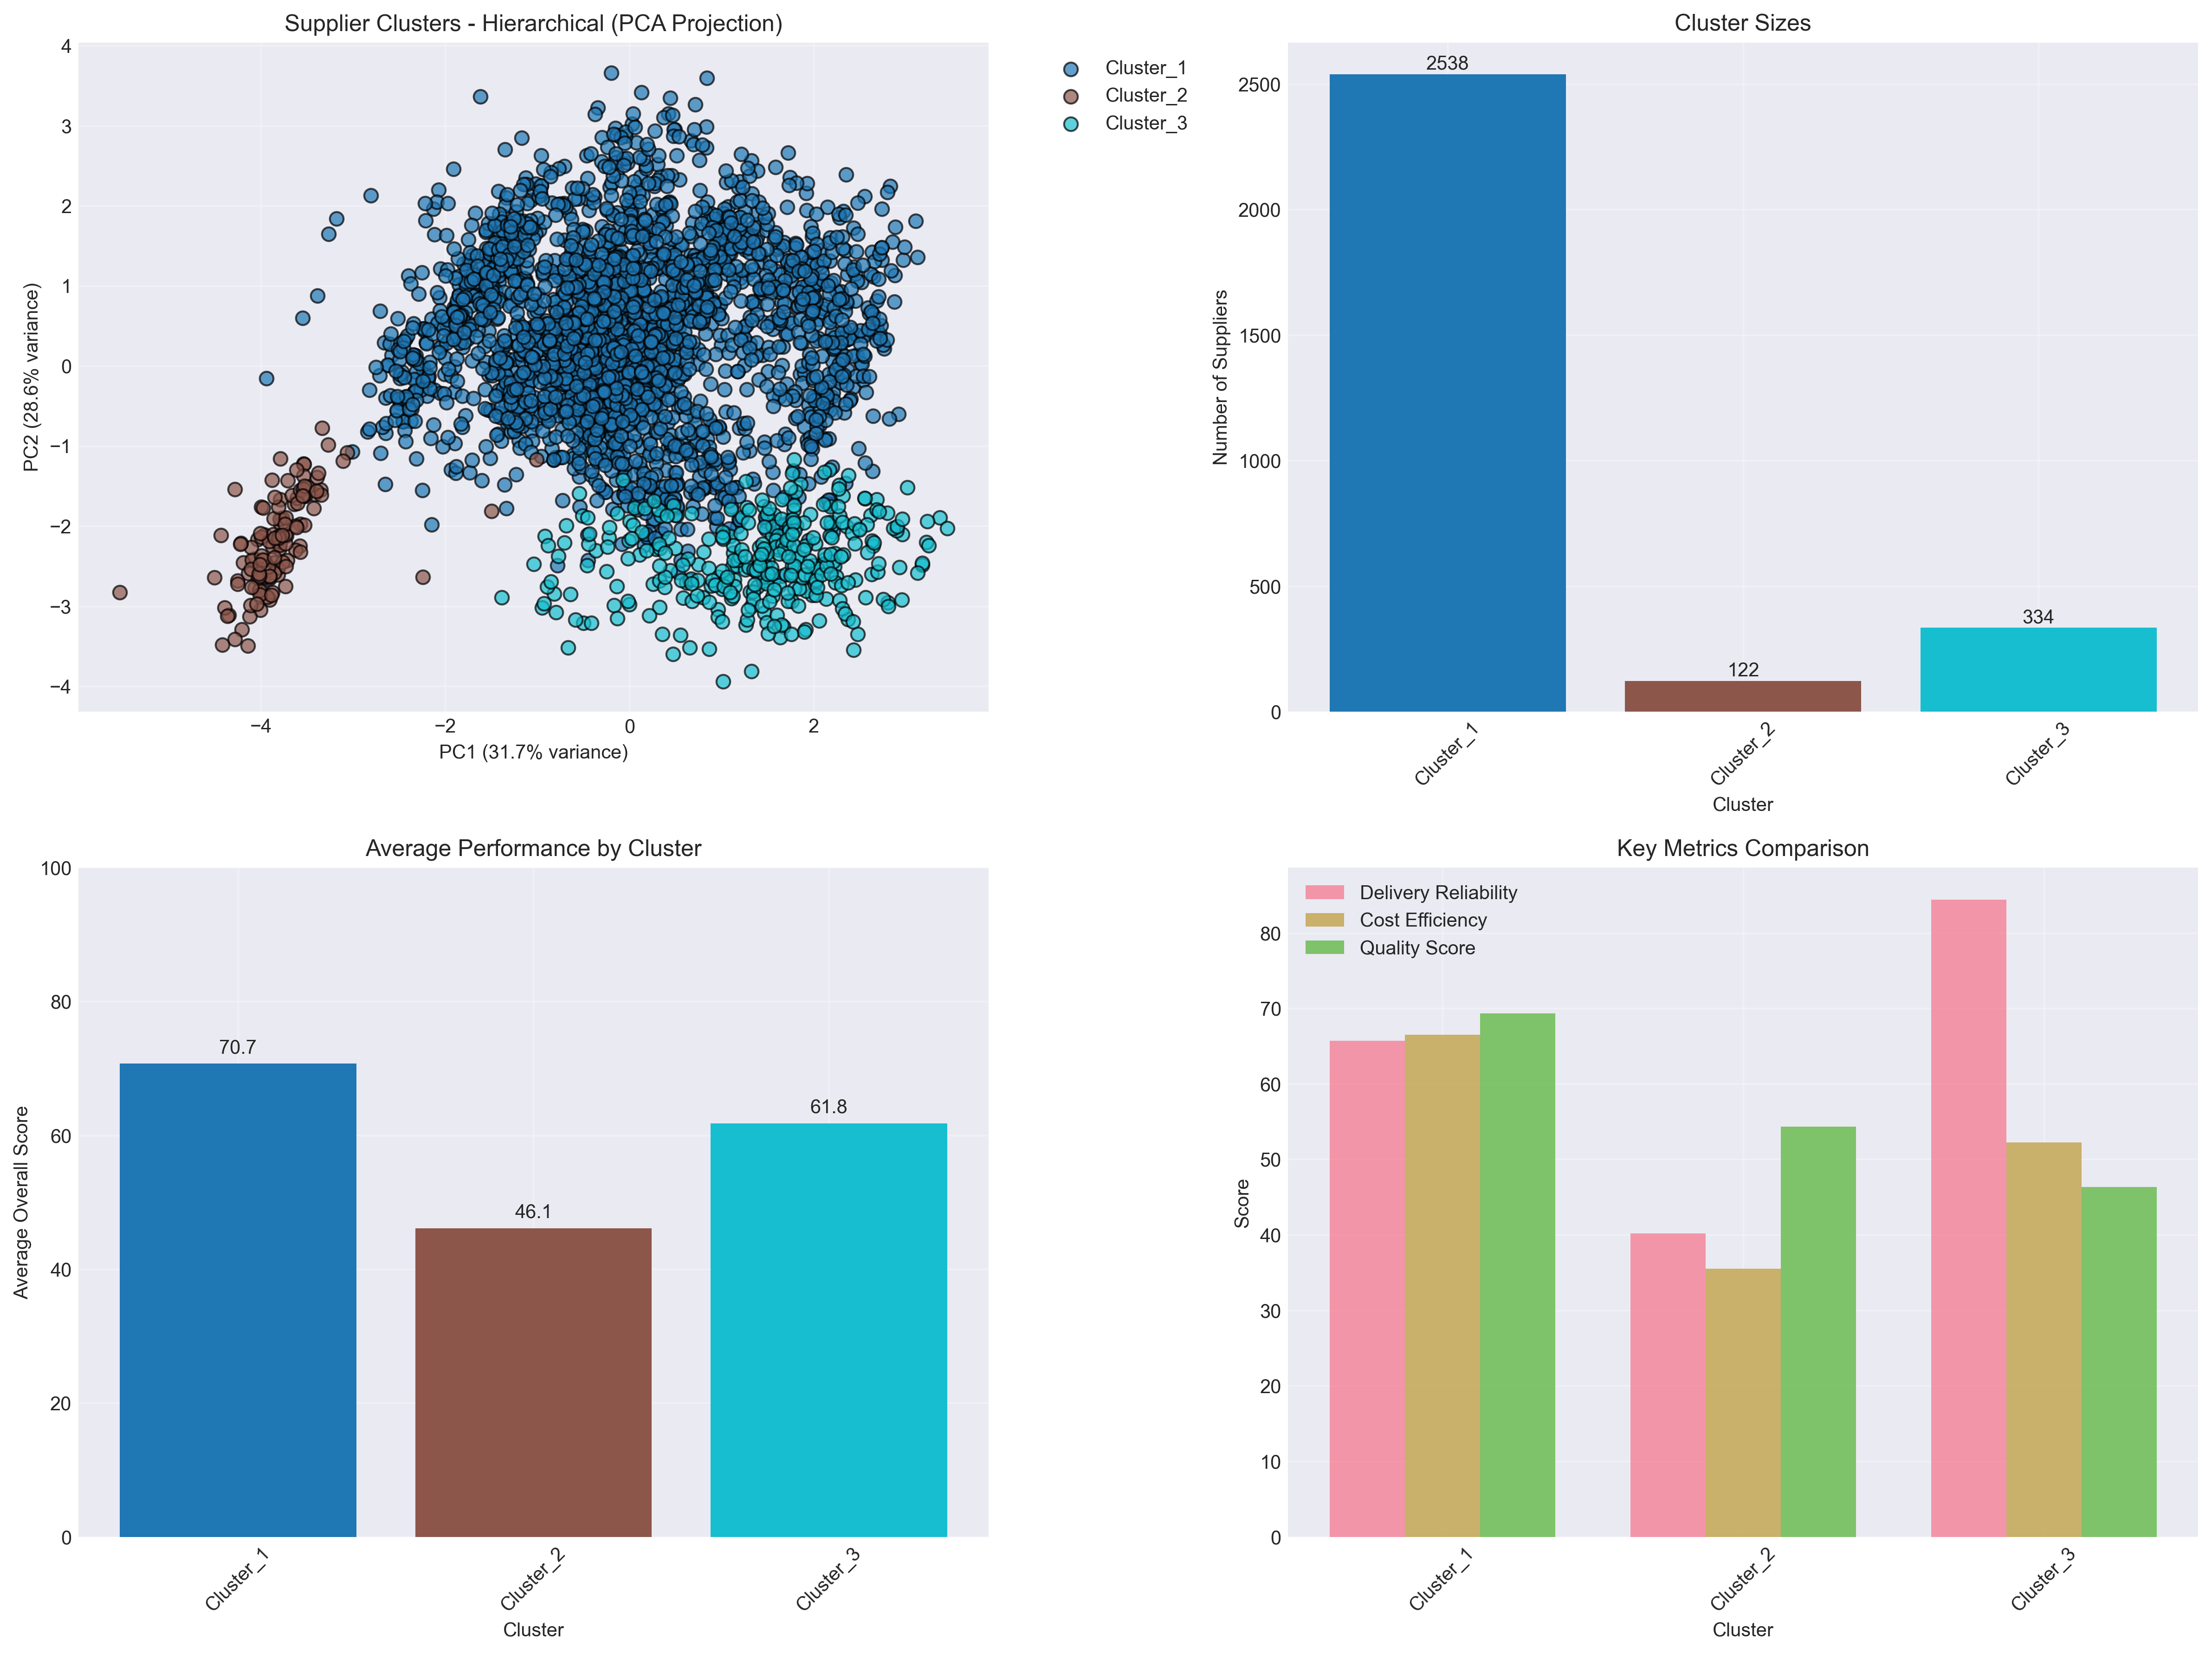 Supplier Clusters - Hierarchical (PCA Projection)
4
3
2
1
0
−1
−2
−3
−4
PC2 (28.6% variance)
−4
−2
0
2
PC1 (31.7% variance)
Cluster_1
Cluster_2
Cluster_3
Cluster Sizes
2500
2000
1500
1000
500
0
Number of Suppliers
2538
122
334
Cluster_1
Cluster_2
Cluster_3
Cluster
Average Performance by Cluster
100
80
60
40
20
0
Average Overall Score
70.7
46.1
61.8
Cluster_1
Cluster_2
Cluster_3
Cluster
Key Metrics Comparison
Delivery Reliability
Cost Efficiency
Quality Score
80
70
60
50
40
30
20
10
0
Score
Cluster_1
Cluster_2
Cluster_3
Cluster